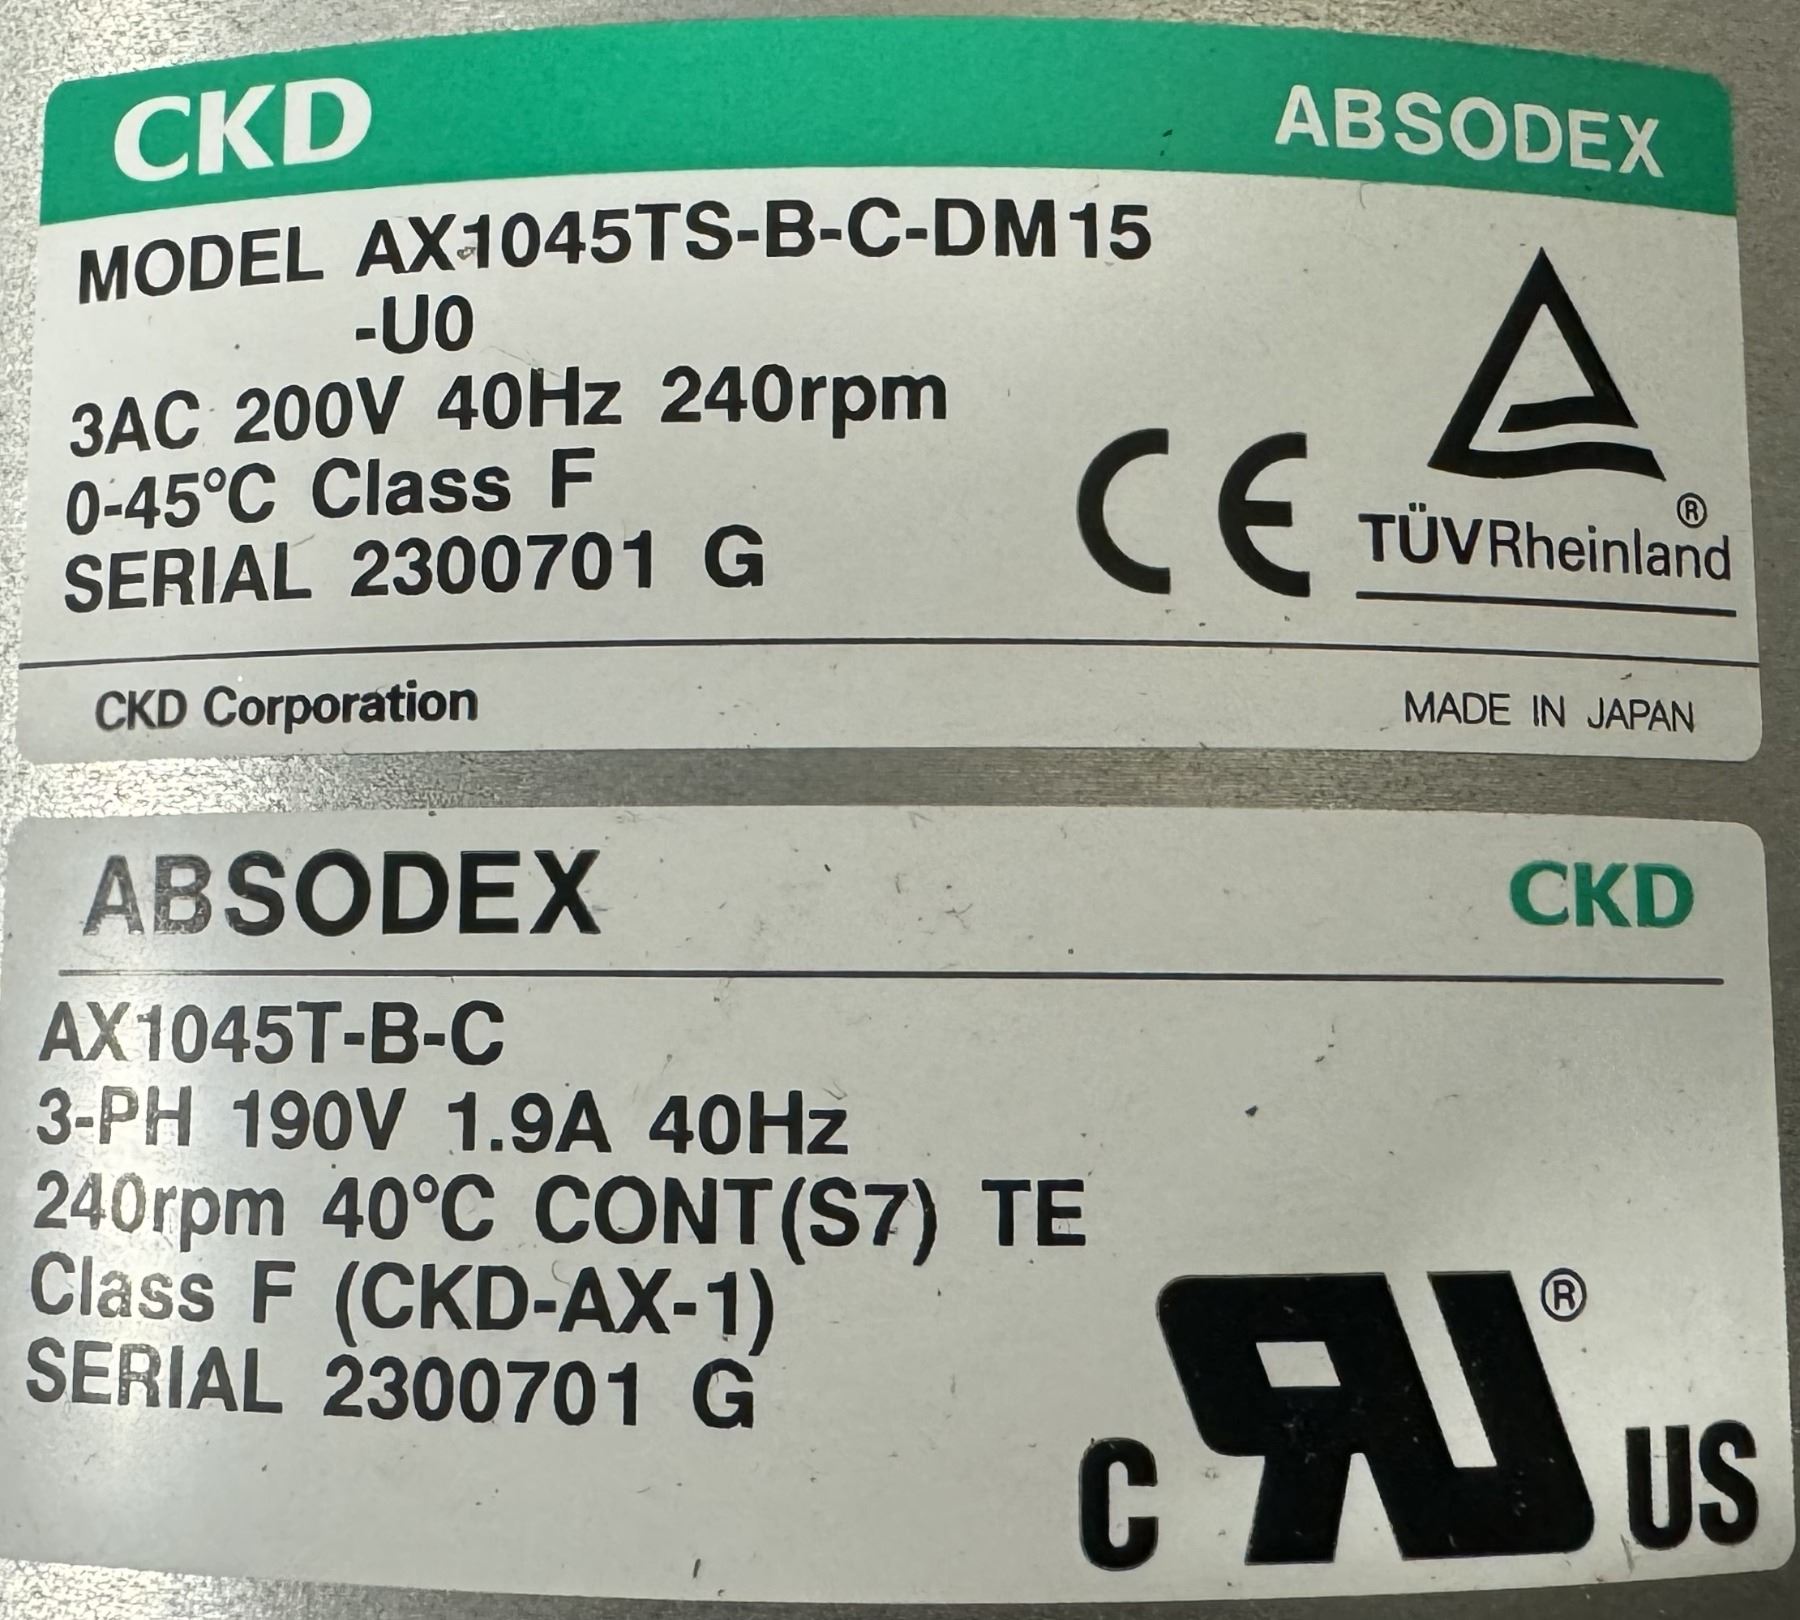 CKD ABSODEX
MODEL AX1045TS-B-C-DM15
-U0
3AC 200V 40Hz 240rpm
0-45°C Class F
SERIAL 2300701 G
CE
TÜVRheinland®
CKD Corporation MADE IN JAPAN
ABSODEX CKD
AX1045T-B-C
3-PH 190V 1.9A 40Hz
240rpm 40°C CONT(S7) TE
Class F (CKD-AX-1)
SERIAL 2300701 G
C RU® US